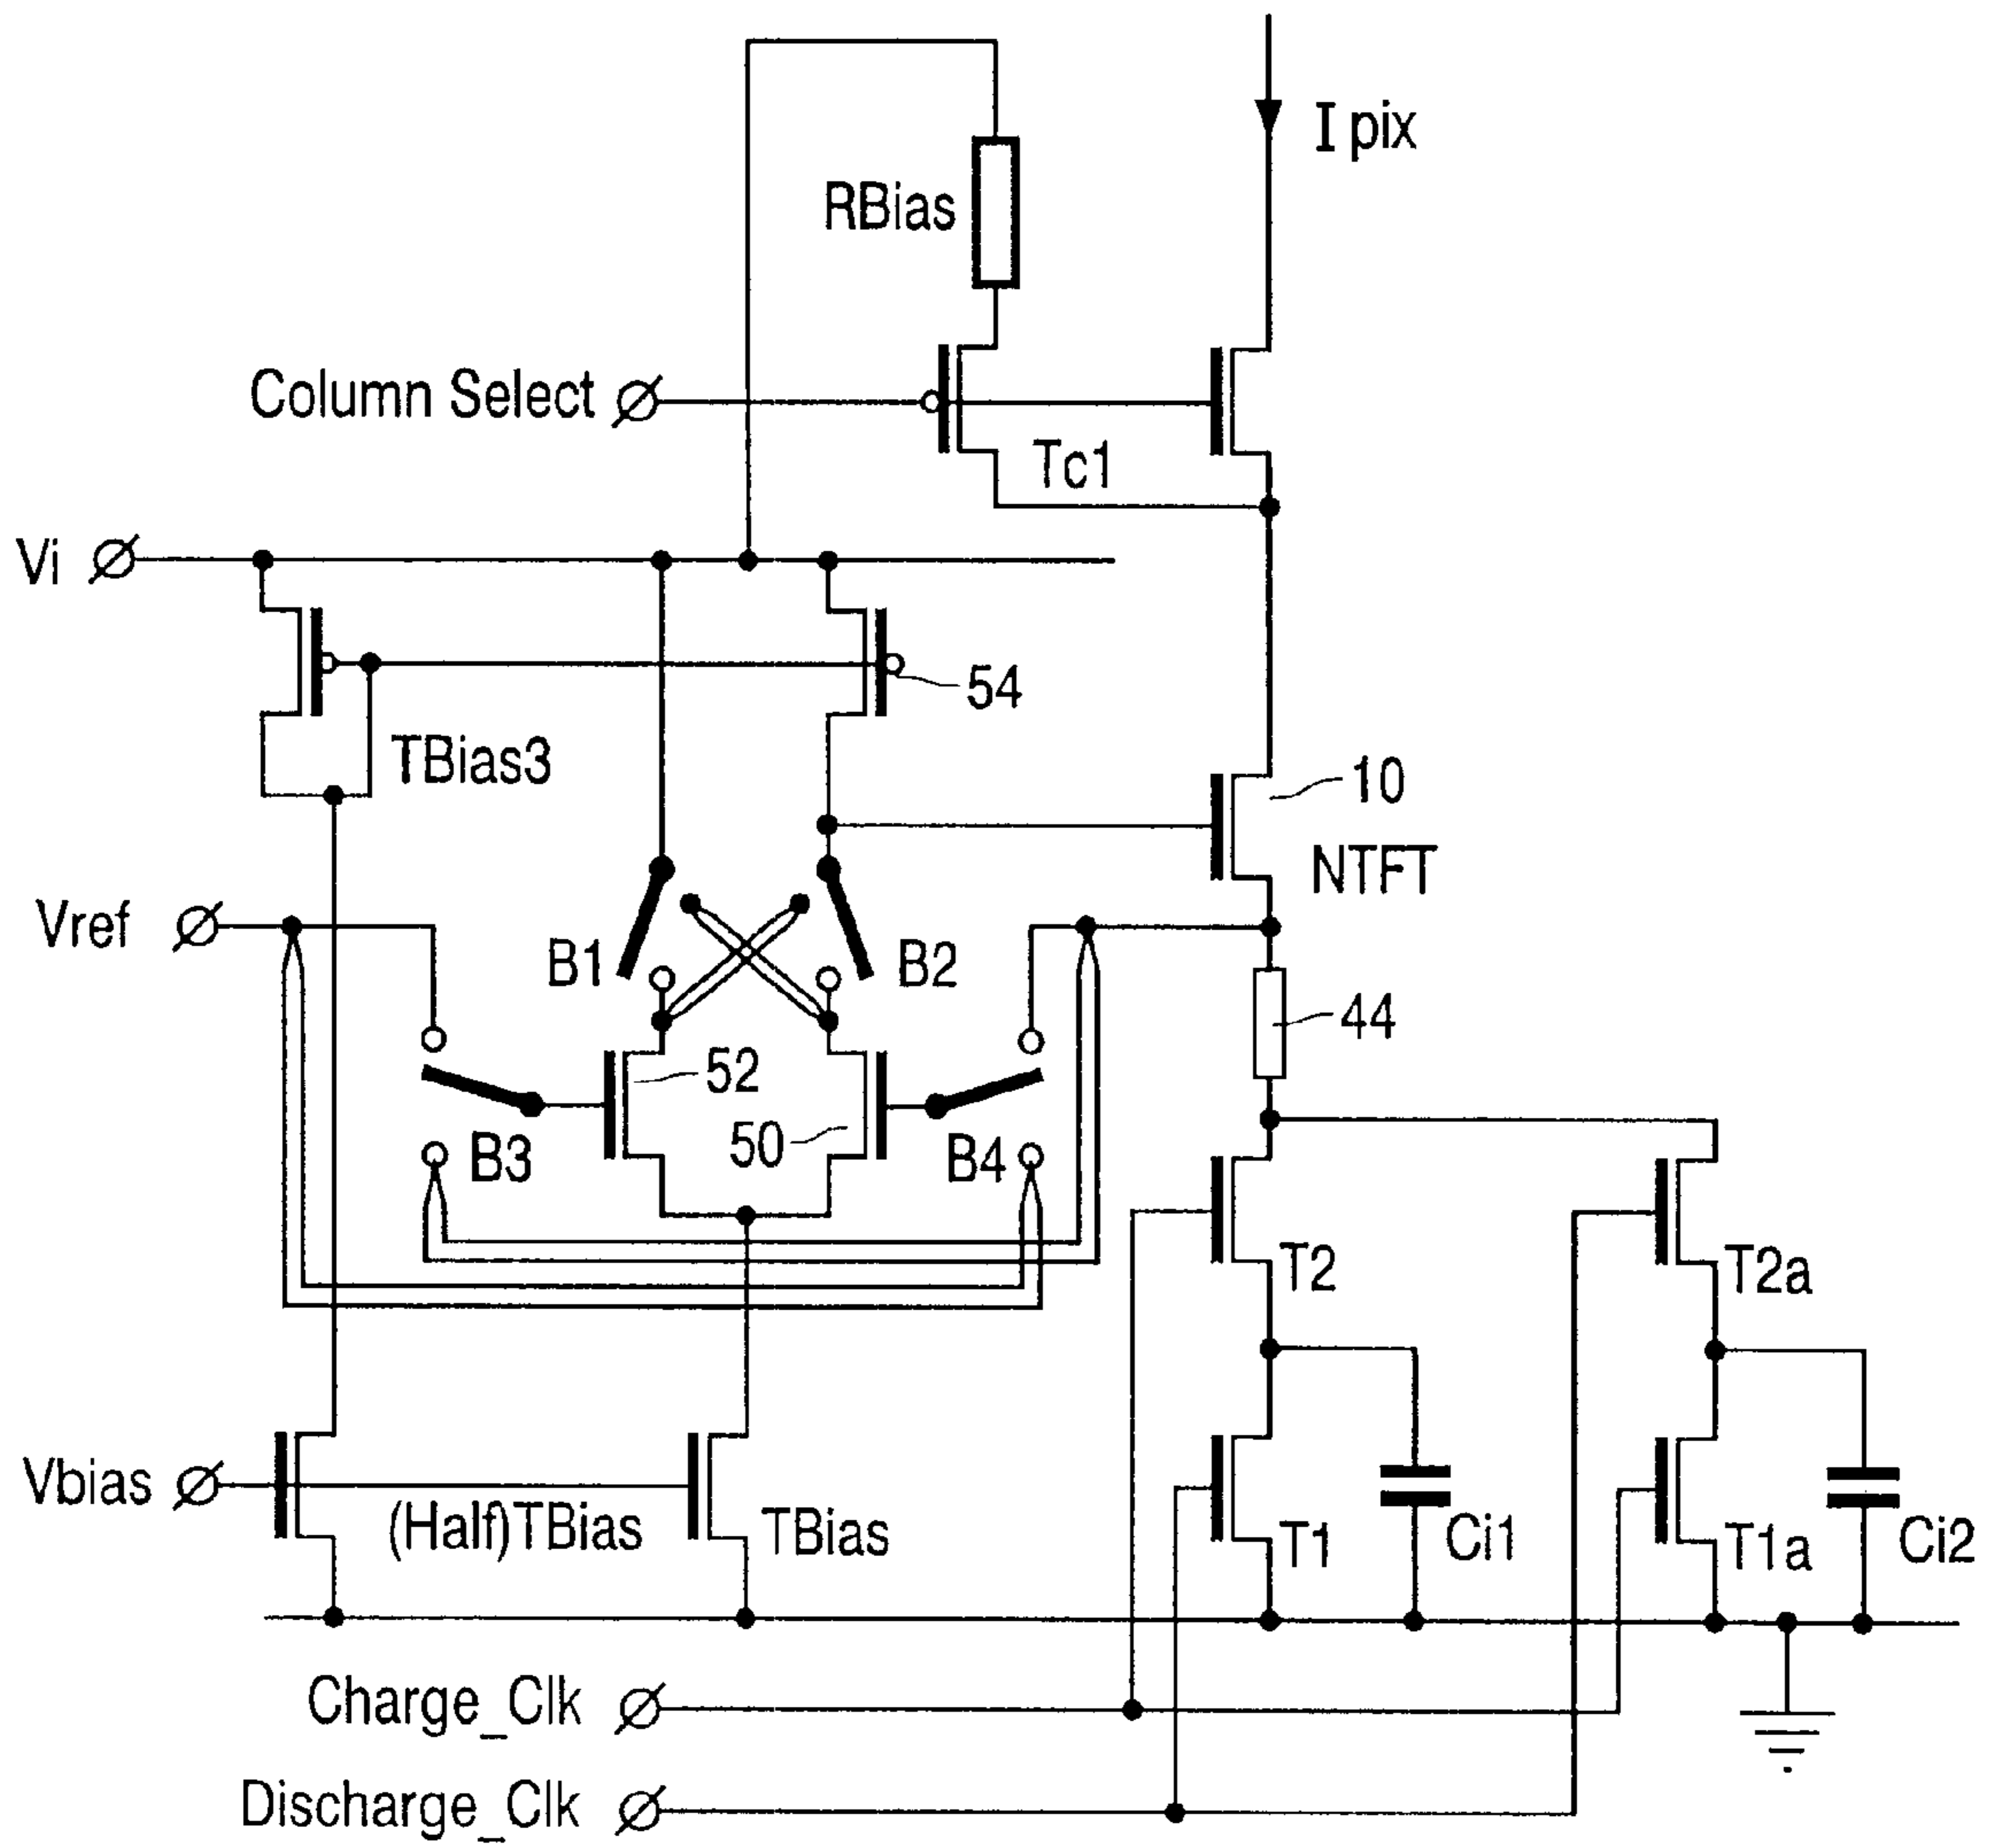 I pix
RBias
Column Select
Tc1
Vi
54
TBias3
10
NTFT
Vref
B1
B2
44
52
50
B3
B4
T2
T2a
Vbias
(Half)TBias
TBias
T1
Ci1
T1a
Ci2
Charge_Clk
Discharge_Clk